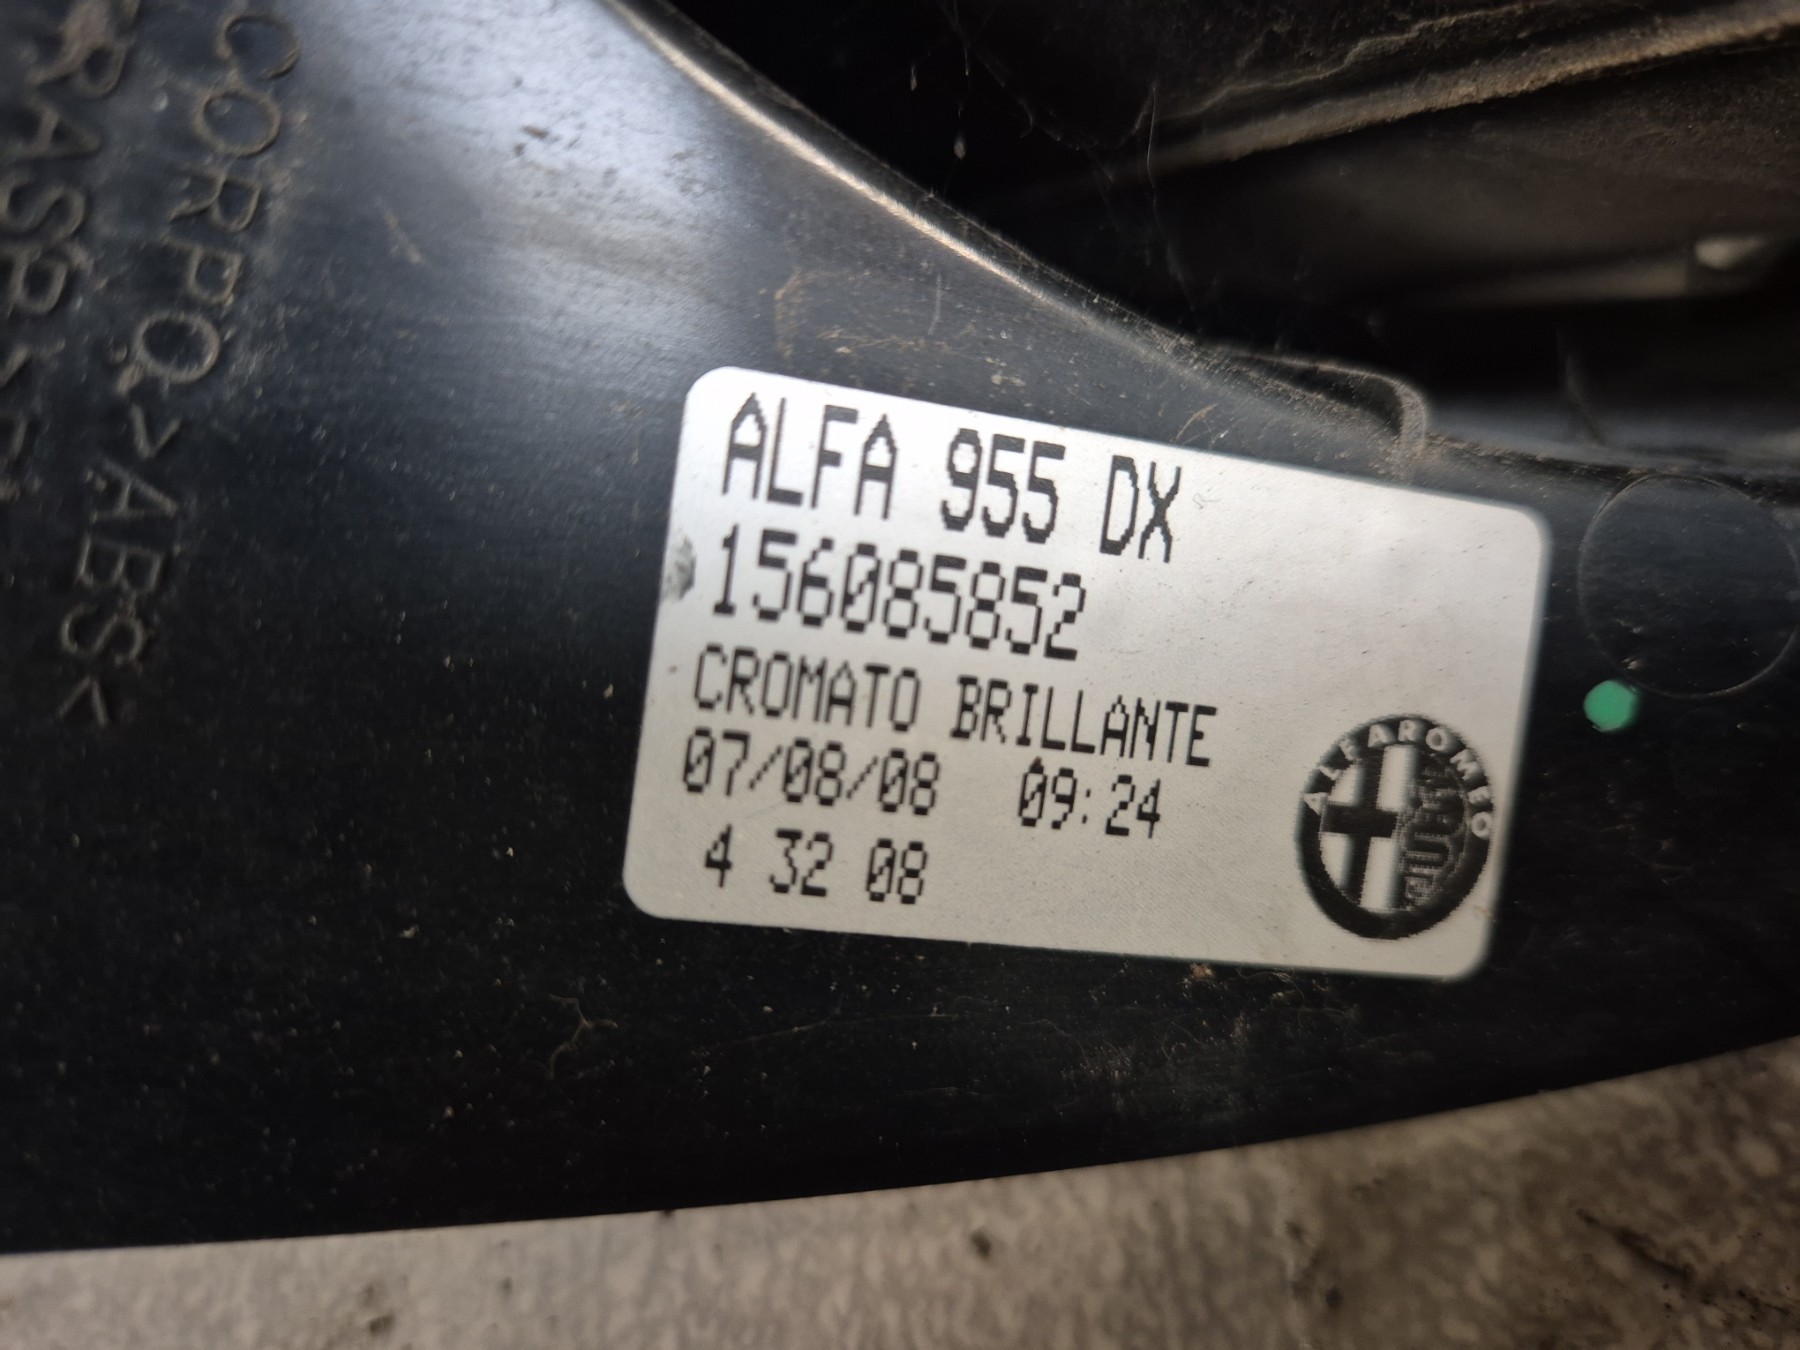 CORPO >ABS<
ALFA 955 DX
156085852
CROMATO BRILLANTE
07/08/08 09:24
4 32 08
ALFA ROMEO